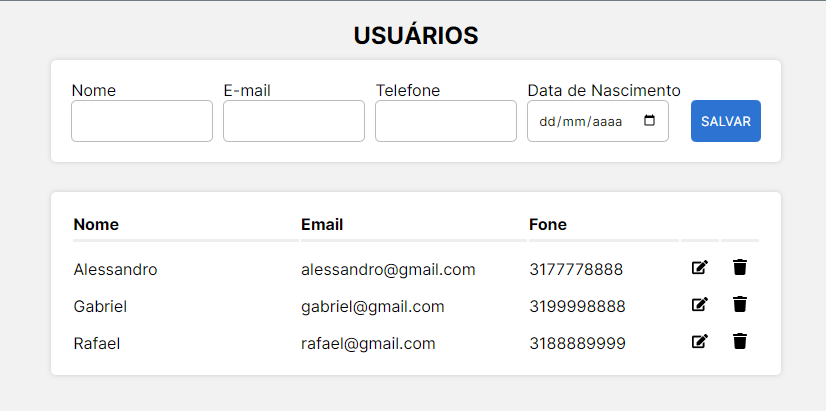 USUÁRIOS
Nome E-mail Telefone Data de Nascimento
dd/mm/aaaa SALVAR
Nome Email Fone
Alessandro alessandro@gmail.com 3177778888
Gabriel gabriel@gmail.com 3199998888
Rafael rafael@gmail.com 3188889999